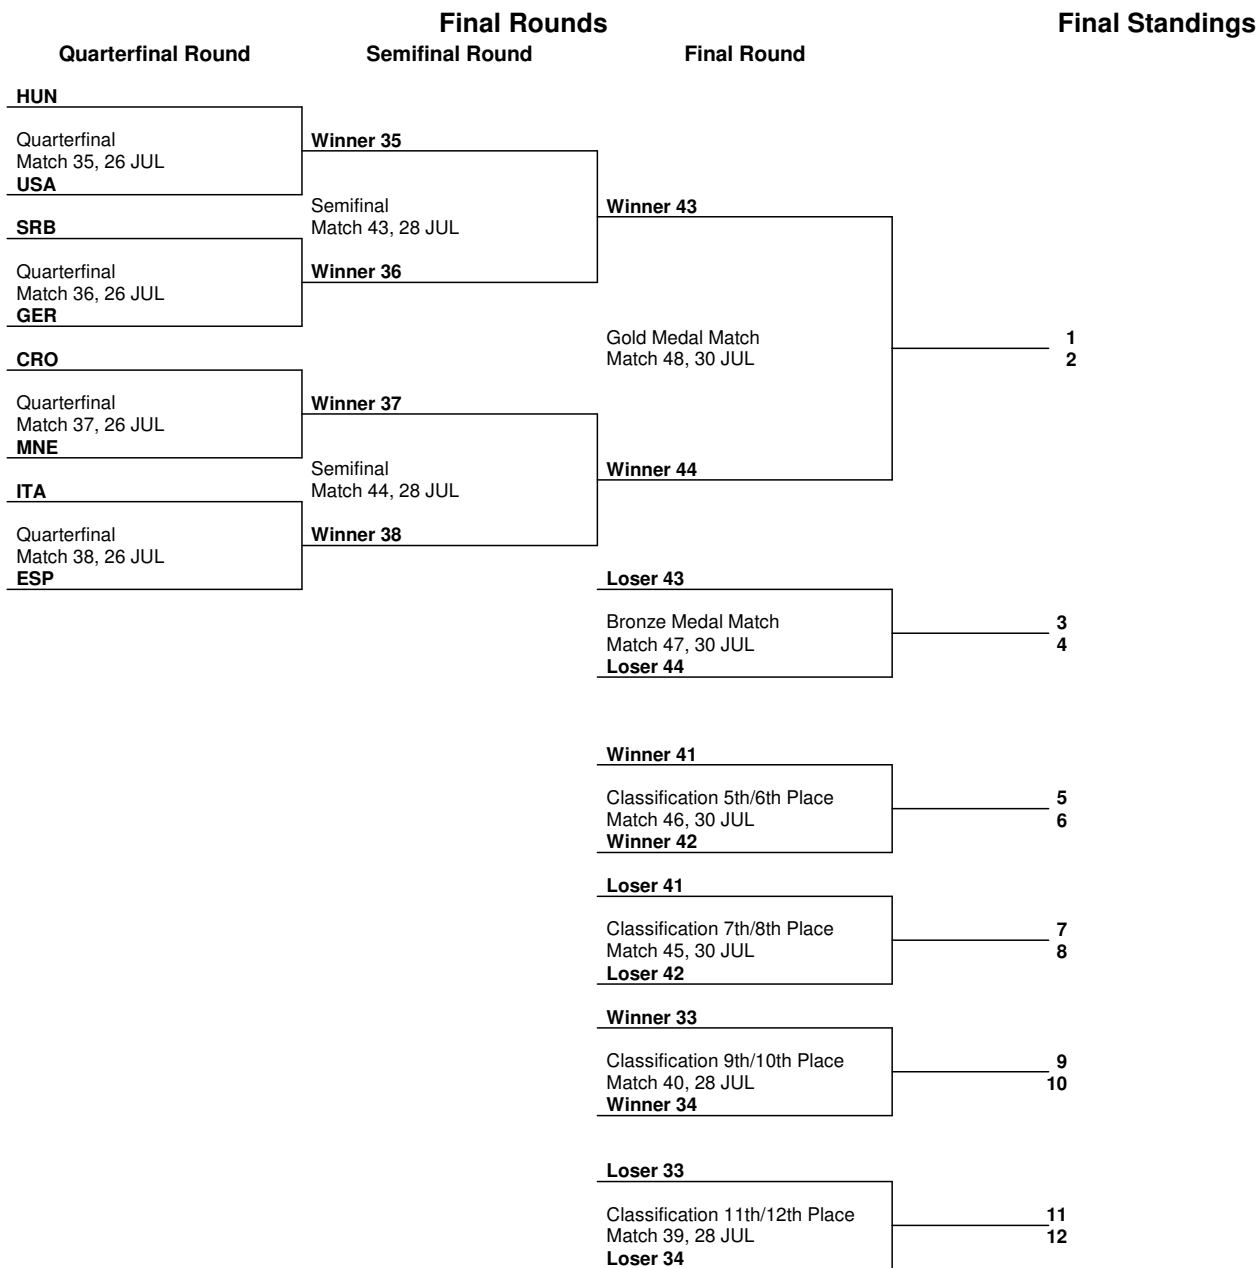 Final Rounds
Final Standings
Quarterfinal Round
Semifinal Round
Final Round
HUN
Quarterfinal
Match 35, 26 JUL
USA
SRB
Quarterfinal
Match 36, 26 JUL
GER
CRO
Quarterfinal
Match 37, 26 JUL
MNE
ITA
Quarterfinal
Match 38, 26 JUL
ESP
Winner 35
Semifinal
Match 43, 28 JUL
Winner 36
Winner 37
Semifinal
Match 44, 28 JUL
Winner 38
Winner 43
Gold Medal Match
Match 48, 30 JUL
Winner 44
1
2
Loser 43
Bronze Medal Match
Match 47, 30 JUL
Loser 44
3
4
Winner 41
Classification 5th/6th Place
Match 46, 30 JUL
Winner 42
5
6
Loser 41
Classification 7th/8th Place
Match 45, 30 JUL
Loser 42
7
8
Winner 33
Classification 9th/10th Place
Match 40, 28 JUL
Winner 34
9
10
Loser 33
Classification 11th/12th Place
Match 39, 28 JUL
Loser 34
11
12